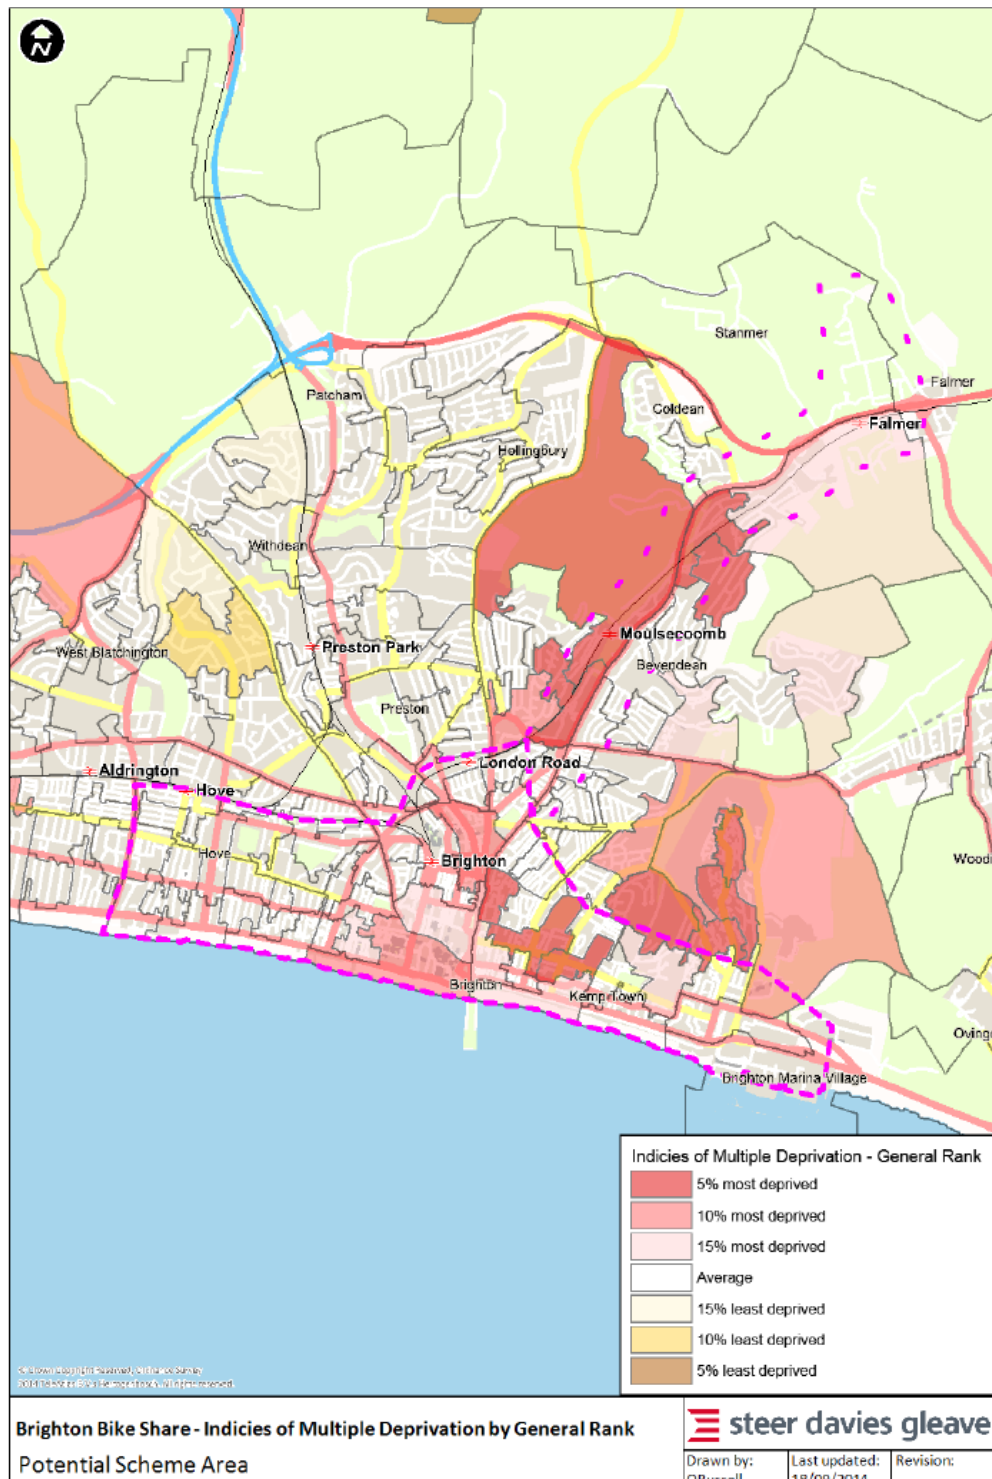 N
Stanmer
Falmer
Patcham
Coldean
Falmer
Hollingbury
Withdean
Moulsecoomb
Preston Park
West Blatchington
Bevendean
Preston
London Road
Aldrington
Hove
Hove
Brighton
Brighton
Kemp Town
Brighton Marina Village
Indicies of Multiple Deprivation - General Rank
5% most deprived
10% most deprived
15% most deprived
Average
15% least deprived
10% least deprived
5% least deprived
Brighton Bike Share - Indicies of Multiple Deprivation by General Rank
Potential Scheme Area
steer davies gleave
Drawn by:
Last updated:
Revision:
18/09/2014